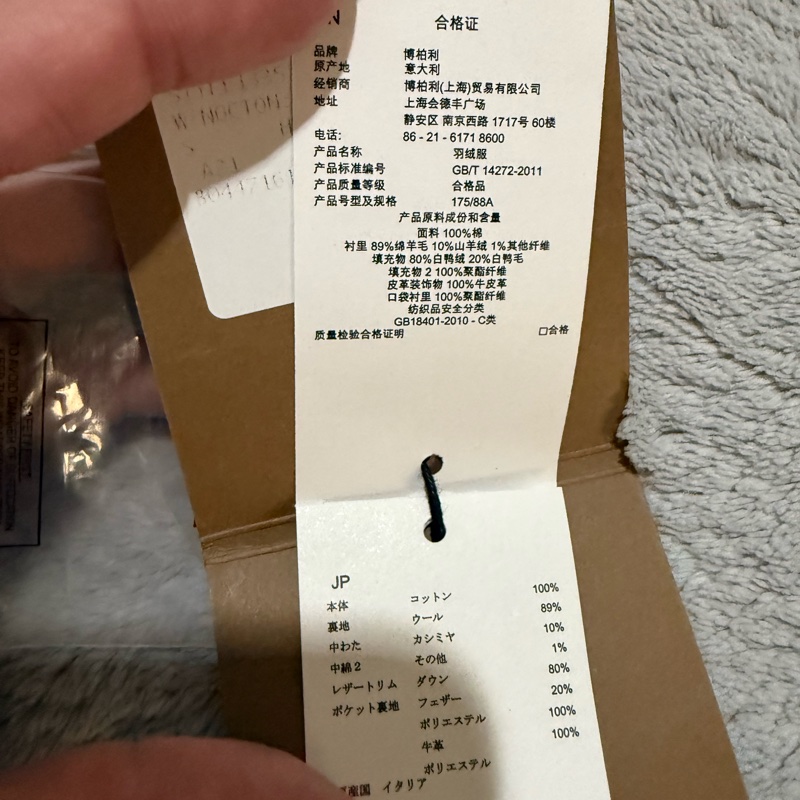 N
合格证
品牌 博柏利
原产地 意大利
经销商 博柏利(上海)贸易有限公司
地址 上海会德丰广场
静安区 南京西路 1717号 60楼
电话: 86 - 21 - 6171 8600
产品名称 羽绒服
产品标准编号 GB/T 14272-2011
产品质量等级 合格品
产品号型及规格 175/88A
产品原料成份和含量
面料 100%棉
衬里 89%绵羊毛 10%山羊绒 1%其他纤维
填充物 80%白鸭绒 20%白鸭毛
填充物 2 100%聚酯纤维
皮革装饰物 100%牛皮革
口袋衬里 100%聚酯纤维
纺织品安全分类
GB18401-2010 - C类
质量检验合格证明 口合格
JP
本体 コットン 100%
裏地 ウール 89%
中わた カシミヤ 10%
中綿２ その他 1%
レザートリム ダウン 80%
ポケット裏地 フェザー 20%
ポリエステル 100%
牛革 100%
ポリエステル
産国 イタリア